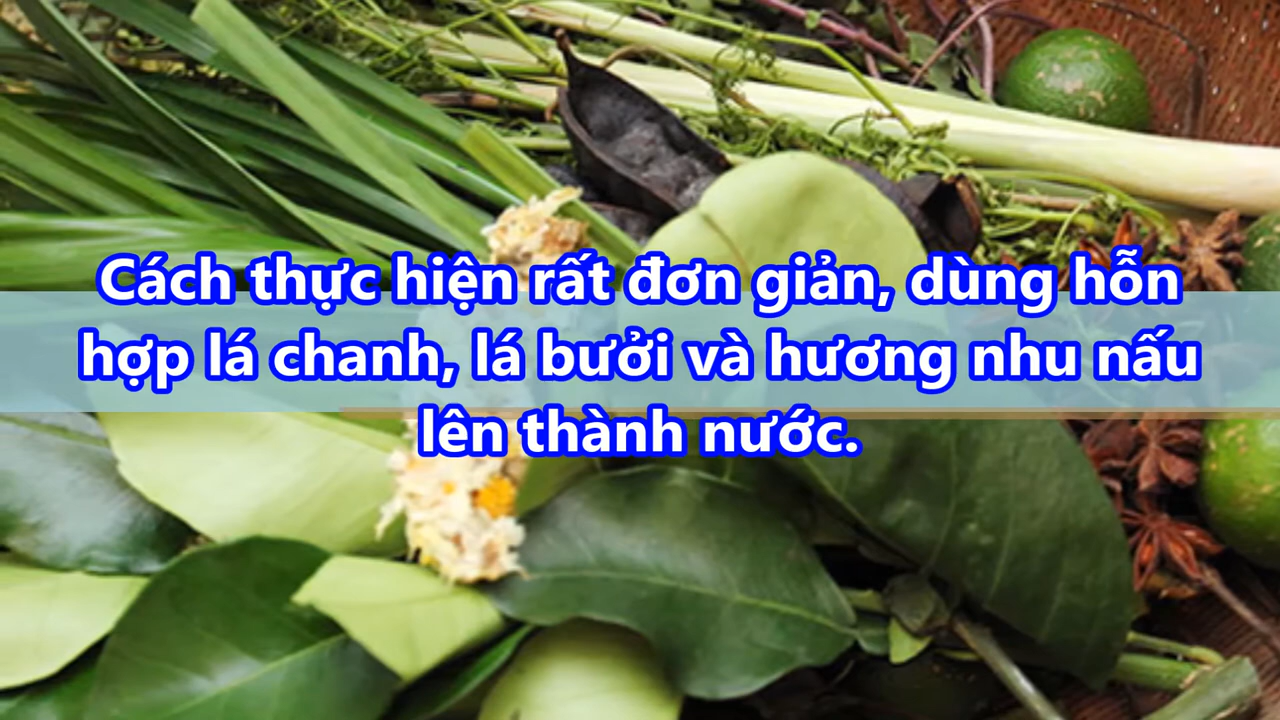 Cách thực hiện rất đơn giản, dùng hỗn
hợp lá chanh, lá bưởi và hương nhu nấu
lên thành nước.